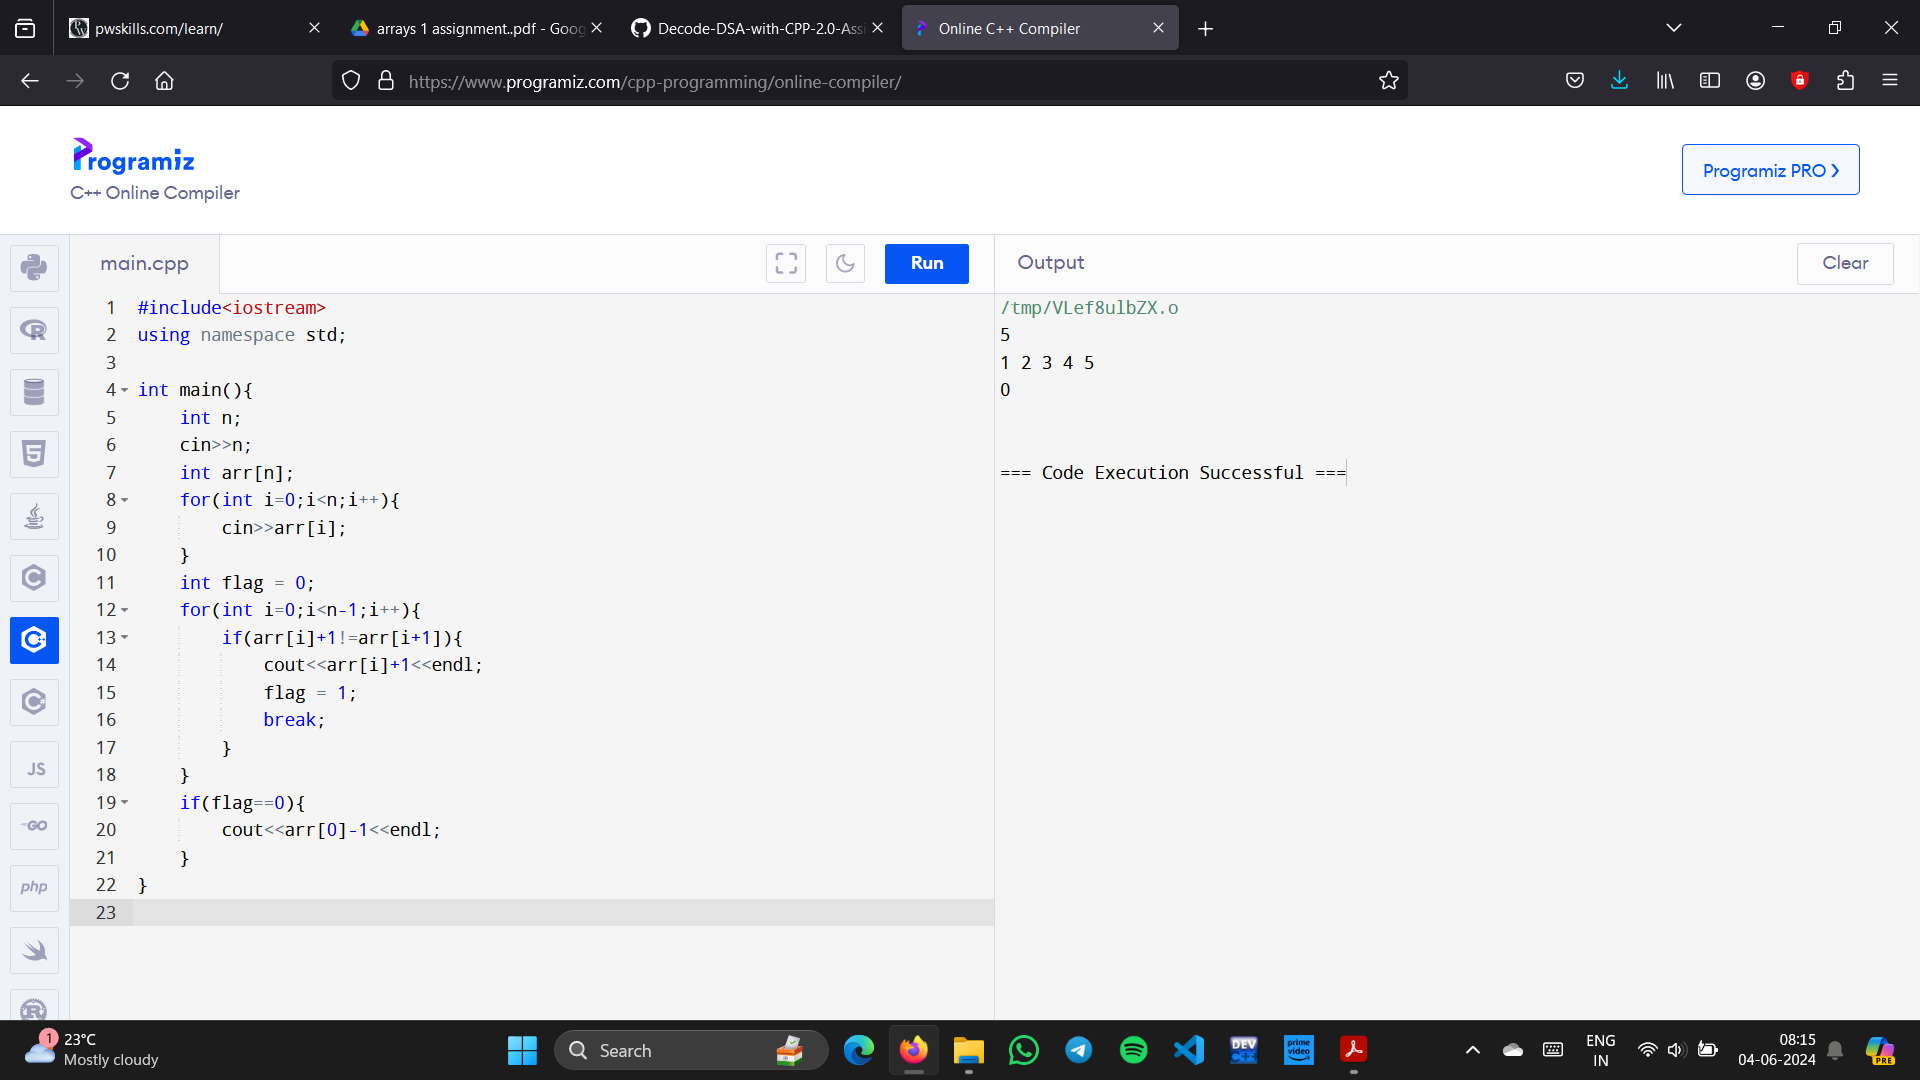 pwskills.com/learn/
arrays 1 assignment..pdf - Goog
Decode-DSA-with-CPP-2.0-Assi
Online C++ Compiler
https://www.programiz.com/cpp-programming/online-compiler/
Programiz
C++ Online Compiler
Programiz PRO ❯
main.cpp
Run
Output
Clear
1 #include<iostream>
2 using namespace std;
3
4 int main(){
5     int n;
6     cin>>n;
7     int arr[n];
8     for(int i=0;i<n;i++){
9         cin>>arr[i];
10     }
11     int flag = 0;
12     for(int i=0;i<n-1;i++){
13         if(arr[i]+1!=arr[i+1]){
14             cout<<arr[i]+1<<endl;
15             flag = 1;
16             break;
17         }
18     }
19     if(flag==0){
20         cout<<arr[0]-1<<endl;
21     }
22 }
23
/tmp/VLef8ulbZX.o
5
1 2 3 4 5
0
=== Code Execution Successful ===
JS
GO
php
1
23°C
Mostly cloudy
Search
DEV
prime video
ENG
IN
08:15
04-06-2024
PRE